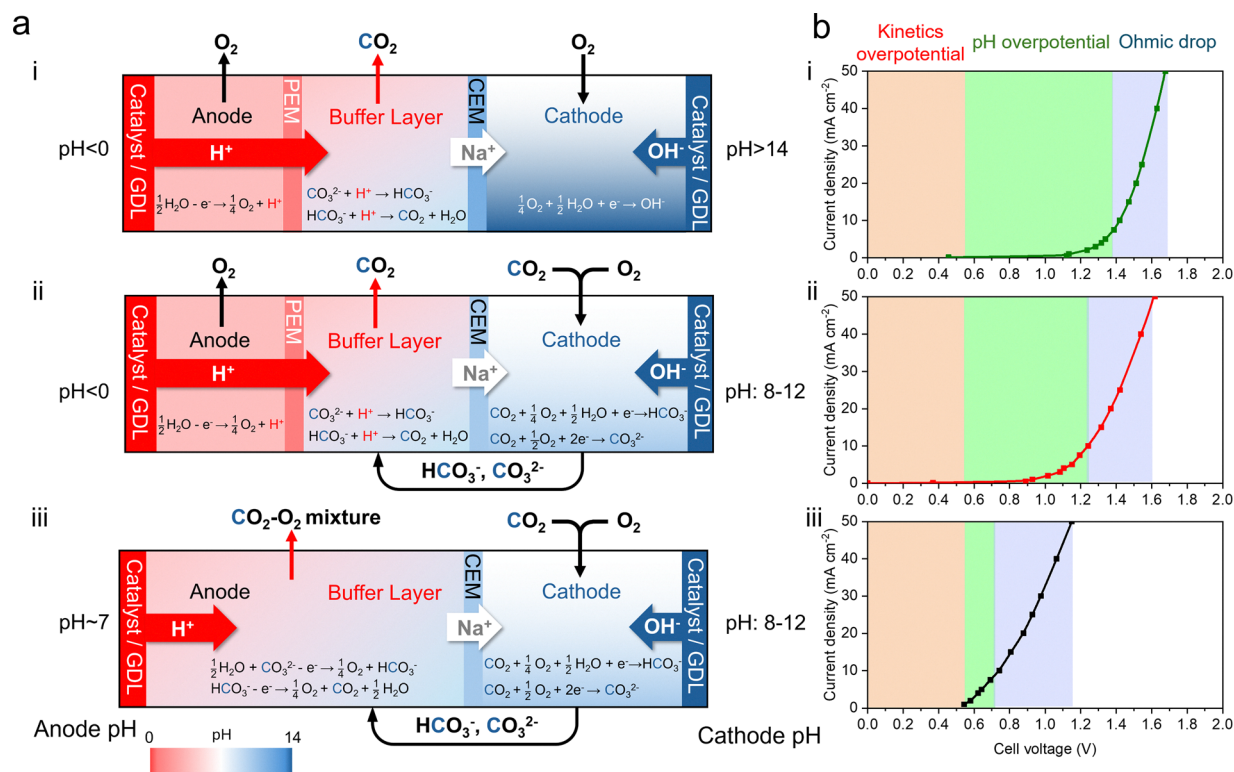 a
i
O₂
CO₂
O₂
Catalyst / GDL
Anode
PEM
Buffer Layer
CEM
Cathode
Catalyst / GDL
pH<0
H⁺
Na⁺
OH⁻
pH>14
½H₂O - e⁻→¼O₂ + H⁺
CO₃²⁻ + H⁺ → HCO₃⁻
HCO₃⁻ + H⁺ → CO₂ + H₂O
¼O₂ + ½H₂O + e⁻ → OH⁻
ii
O₂
CO₂
CO₂
O₂
Catalyst / GDL
Anode
PEM
Buffer Layer
CEM
Cathode
Catalyst / GDL
pH<0
H⁺
Na⁺
OH⁻
pH: 8-12
½H₂O - e⁻→¼O₂ + H⁺
CO₃²⁻ + H⁺ → HCO₃⁻
HCO₃⁻ + H⁺ → CO₂ + H₂O
CO₂ + ¼O₂ + ½H₂O + e⁻→HCO₃⁻
CO₂ + ½O₂ + 2e⁻→ CO₃²⁻
HCO₃⁻, CO₃²⁻
iii
CO₂-O₂ mixture
CO₂
O₂
Catalyst / GDL
Anode
Buffer Layer
CEM
Cathode
Catalyst / GDL
pH~7
H⁺
Na⁺
OH⁻
pH: 8-12
½H₂O + CO₃²⁻ - e⁻→ ¼O₂ + HCO₃⁻
HCO₃⁻ - e⁻→ ¼O₂ + CO₂ + ½H₂O
CO₂ + ¼O₂ + ½H₂O + e⁻→HCO₃⁻
CO₂ + ½O₂ + 2e⁻→ CO₃²⁻
HCO₃⁻, CO₃²⁻
Anode pH
0 pH 14
Cathode pH
b
Kinetics overpotential
pH overpotential
Ohmic drop
i
Current density (mA cm⁻²)
50
40
30
20
10
0
0.0 0.2 0.4 0.6 0.8 1.0 1.2 1.4 1.6 1.8 2.0
ii
Current density (mA cm⁻²)
50
40
30
20
10
0
0.0 0.2 0.4 0.6 0.8 1.0 1.2 1.4 1.6 1.8 2.0
iii
Current density (mA cm⁻²)
50
40
30
20
10
0
0.0 0.2 0.4 0.6 0.8 1.0 1.2 1.4 1.6 1.8 2.0
Cell voltage (V)